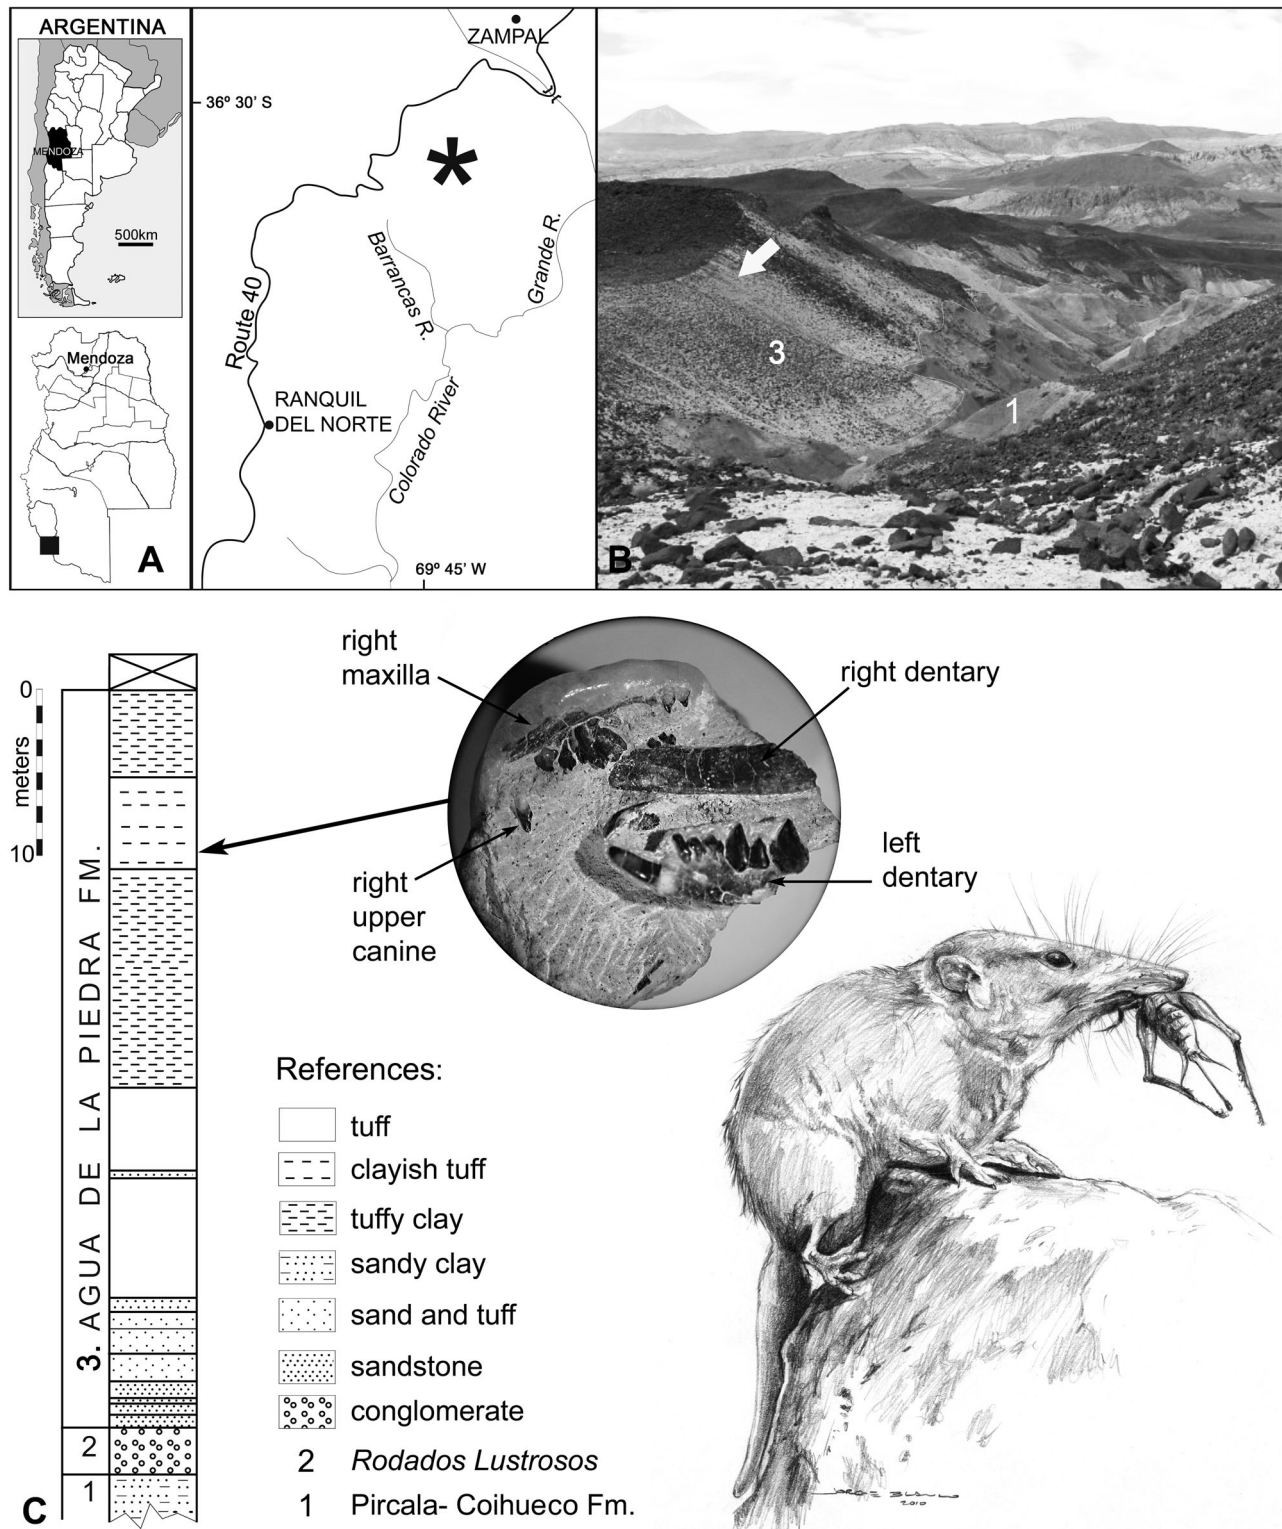 ARGENTINA
MENDOZA
500km
Mendoza
A
ZAMPAL
36º 30' S
Barrancas R.
Grande R.
Route 40
RANQUIL
DEL NORTE
Colorado River
69º 45' W
3
1
B
0
meters
10
3. AGUA DE LA PIEDRA FM.
2
1
C
right
maxilla
right dentary
right
upper
canine
left
dentary
References:
tuff
clayish tuff
tuffy clay
sandy clay
sand and tuff
sandstone
conglomerate
2 Rodados Lustrosos
1 Pircala- Coihueco Fm.
JORGE BLANCO
2010